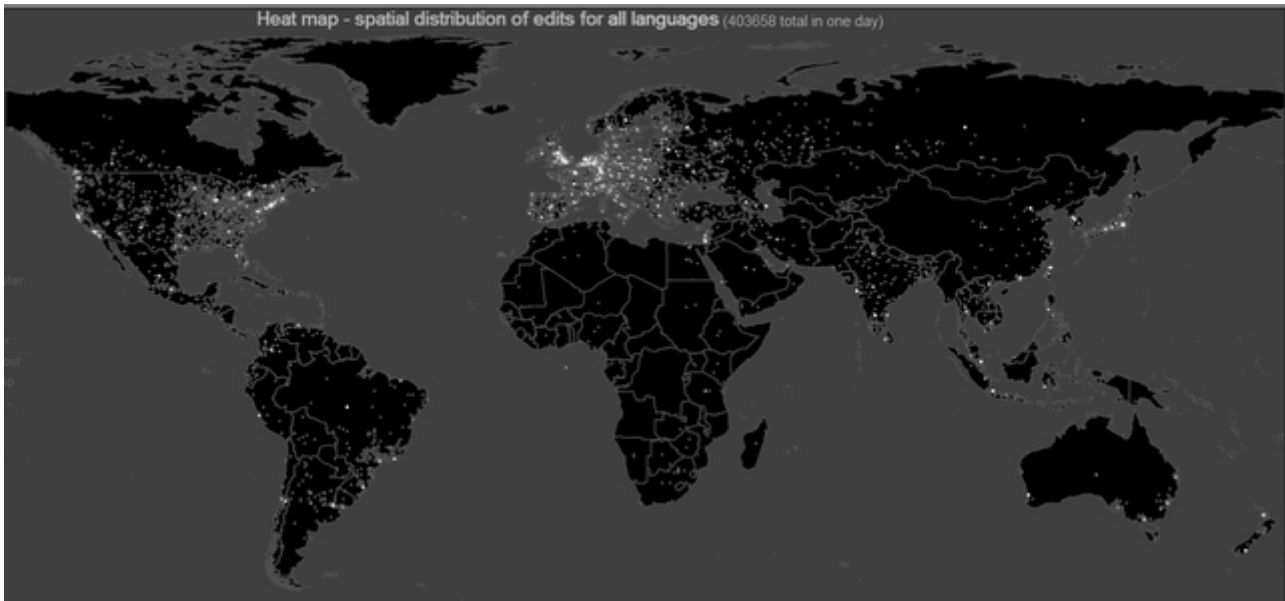 Heat map - spatial distribution of edits for all languages (403658 total in one day)